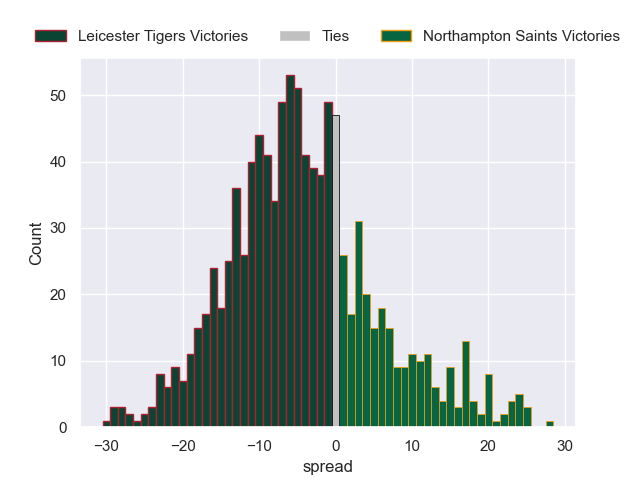 Leicester Tigers Victories Ties Northampton Saints Victories
50
40
30
20
10
0
Count
−30 −20 −10 0 10 20 30
spread